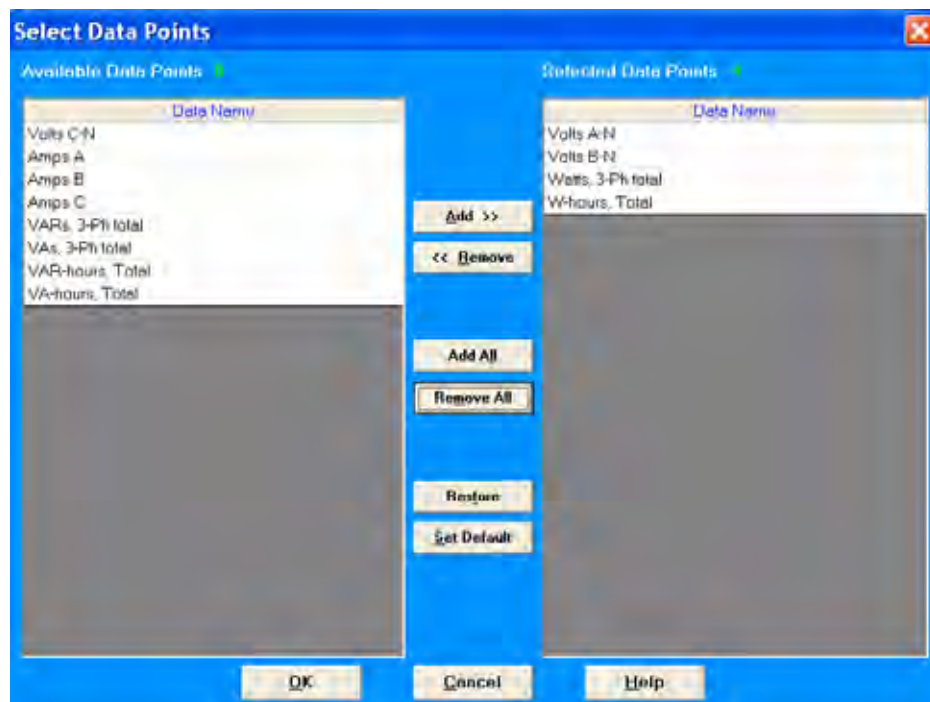 Select Data Points
Available Data Points 8
Selected Data Points 4
Data Name
Volts C-N
Amps A
Amps B
Amps C
VARs, 3-Ph total
VAs, 3-Ph total
VAR-hours, Total
VA-hours, Total
Add >>
<< Remove
Add All
Remove All
Restore
Set Default
Data Name
Volts A-N
Volts B-N
Watts, 3-Ph total
W-hours, Total
OK
Cancel
Help